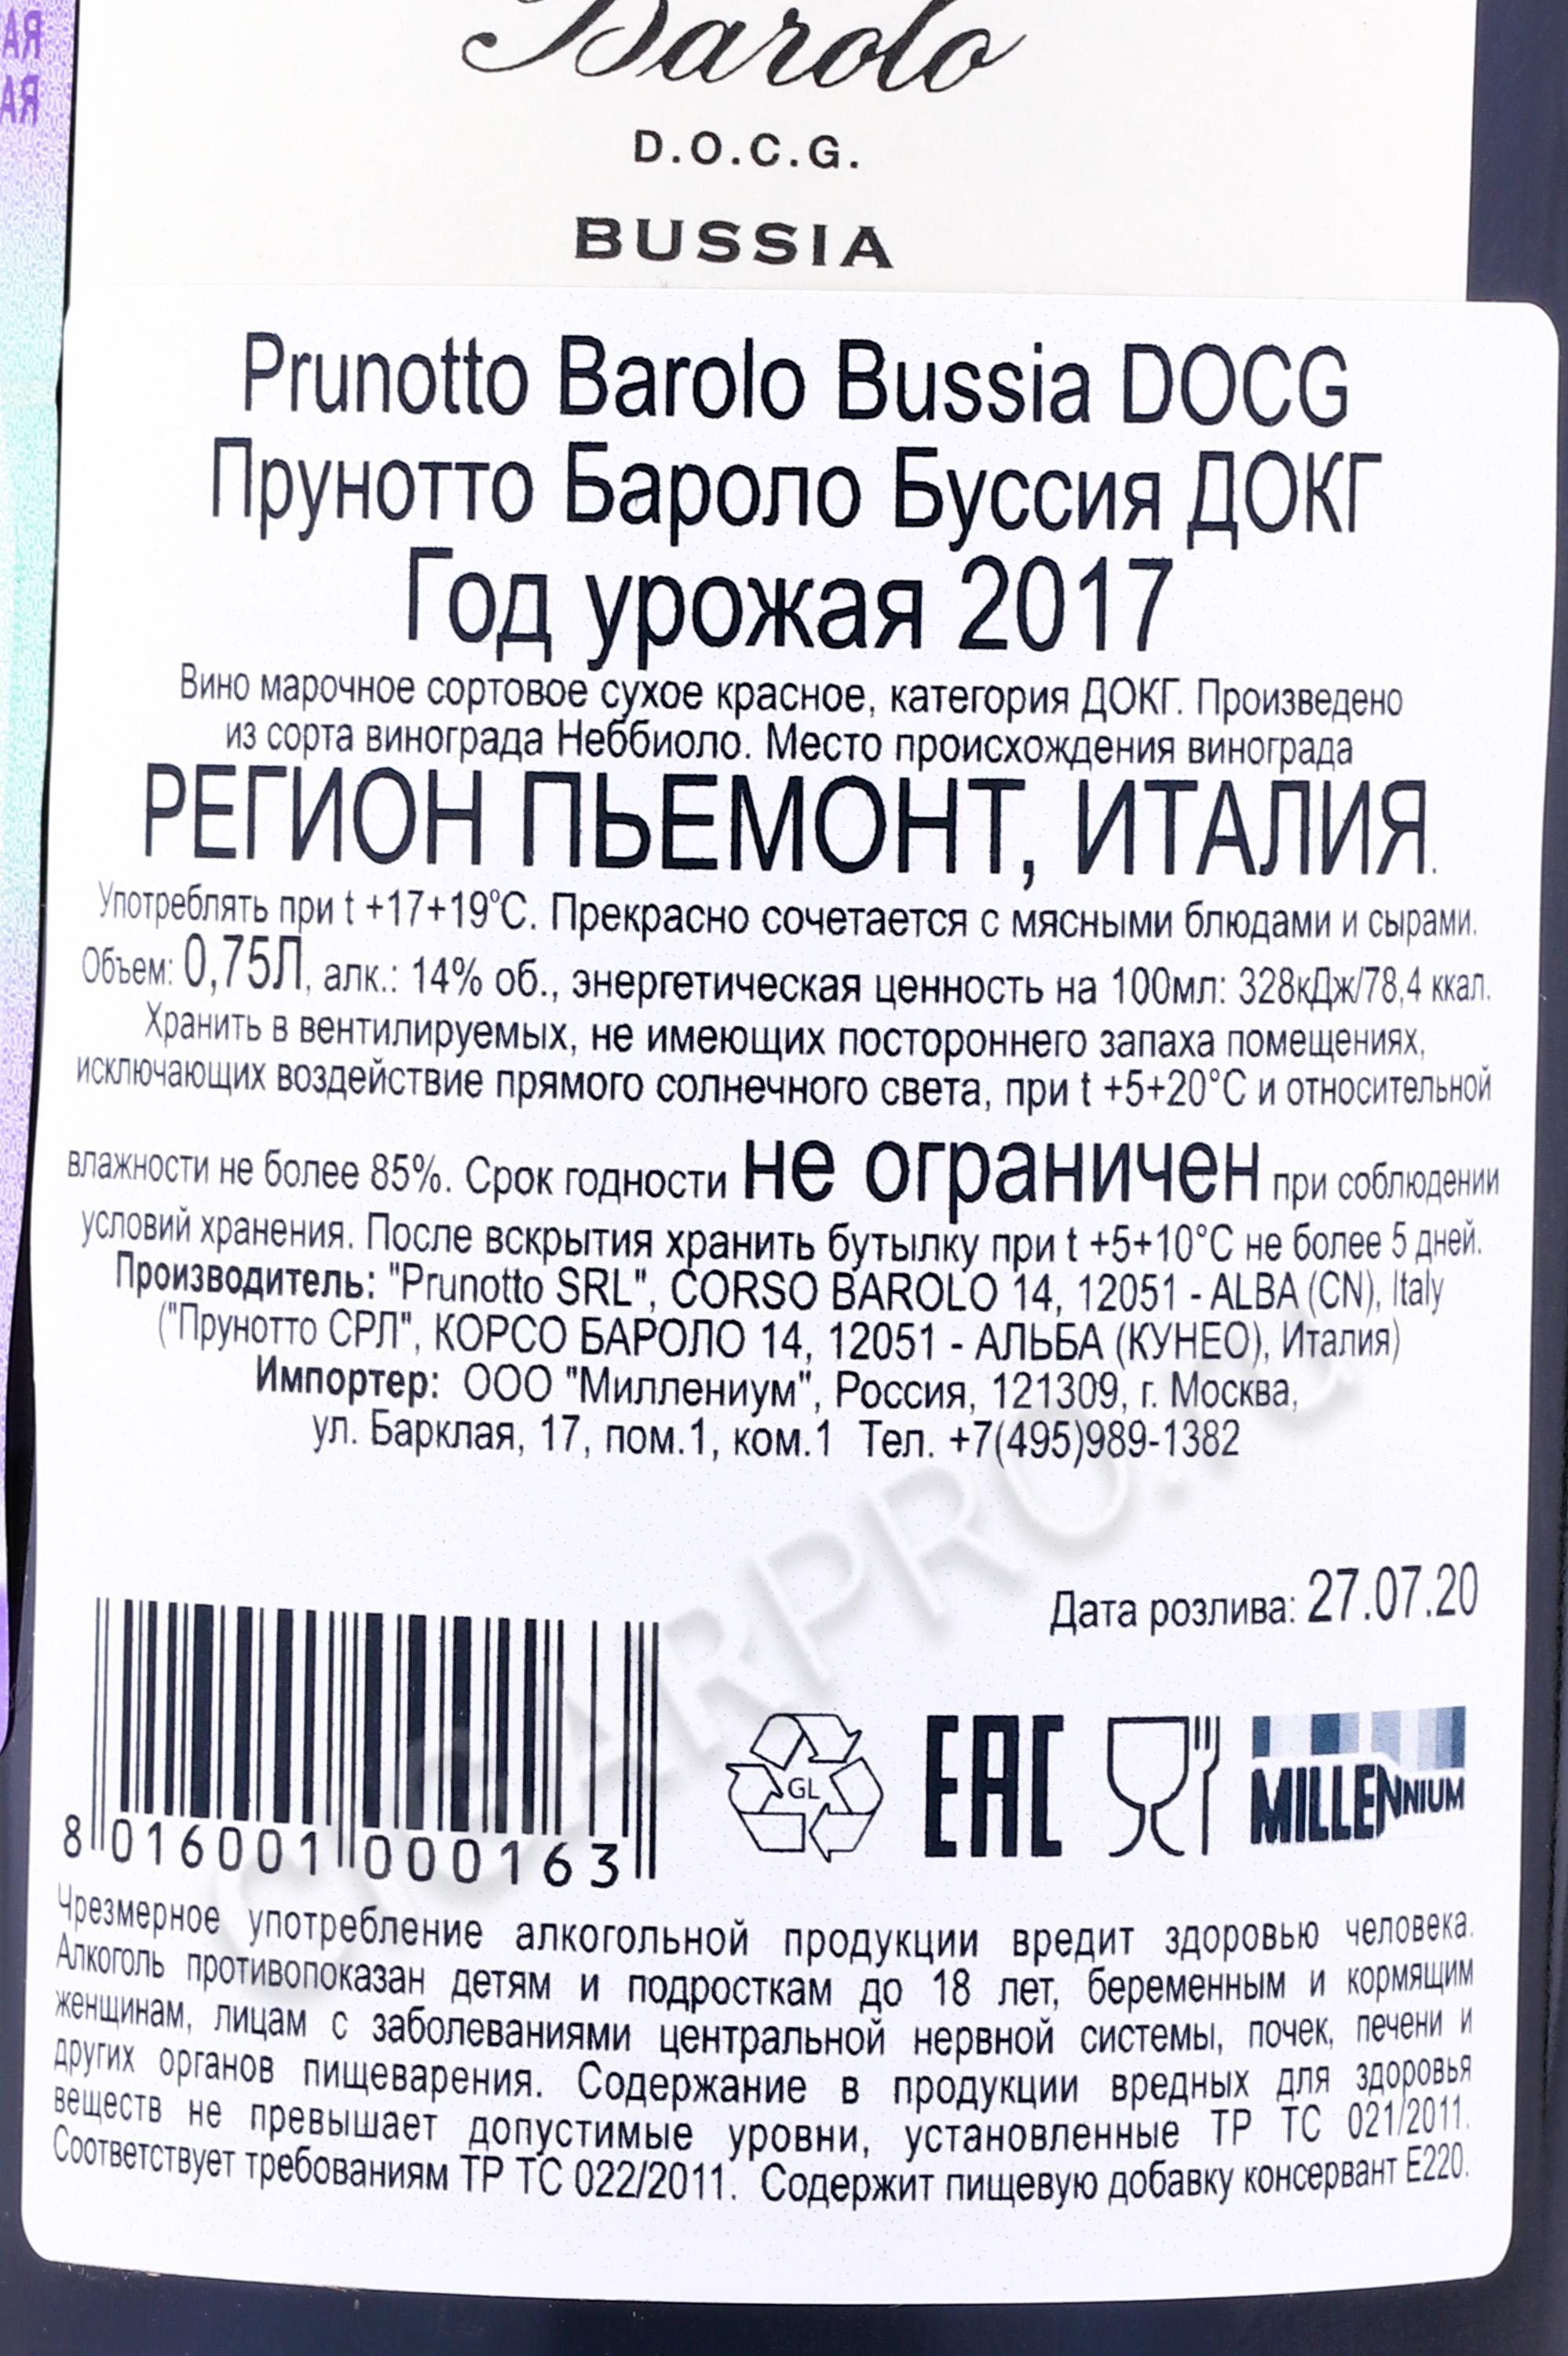 Barolo
D.O.C.G.
BUSSIA
Prunotto Barolo Bussia DOCG
Прунотто Бароло Буссия ДОКГ
Год урожая 2017
Вино марочное сортовое сухое красное, категория ДОКГ. Произведено
из сорта винограда Неббиоло. Место происхождения винограда
РЕГИОН ПЬЕМОНТ, ИТАЛИЯ.
Употреблять при t +17+19°C. Прекрасно сочетается с мясными блюдами и сырами.
Объем: 0,75Л, алк.: 14% об., энергетическая ценность на 100мл: 328кДж/78,4 ккал.
Хранить в вентилируемых, не имеющих постороннего запаха помещениях,
исключающих воздействие прямого солнечного света, при t +5+20°C и относительной
влажности не более 85%. Срок годности не ограничен при соблюдении
условий хранения. После вскрытия хранить бутылку при t +5+10°C не более 5 дней.
Производитель: "Prunotto SRL", CORSO BAROLO 14, 12051 - ALBA (CN), Italy
("Прунотто СРЛ", КОРСО БАРОЛО 14, 12051 - АЛЬБА (КУНЕО), Италия)
Импортер: ООО "Миллениум", Россия, 121309, г. Москва,
ул. Барклая, 17, пом.1, ком.1 Тел. +7(495)989-1382
Дата розлива: 27.07.20
8 016001 000163
GL
EAC
MILLENNIUM
CIGARPRO.ru
Чрезмерное употребление алкогольной продукции вредит здоровью человека.
Алкоголь противопоказан детям и подросткам до 18 лет, беременным и кормящим
женщинам, лицам с заболеваниями центральной нервной системы, почек, печени и
других органов пищеварения. Содержание в продукции вредных для здоровья
веществ не превышает допустимые уровни, установленные ТР ТС 021/2011.
Соответствует требованиям ТР ТС 022/2011. Содержит пищевую добавку консервант Е220.